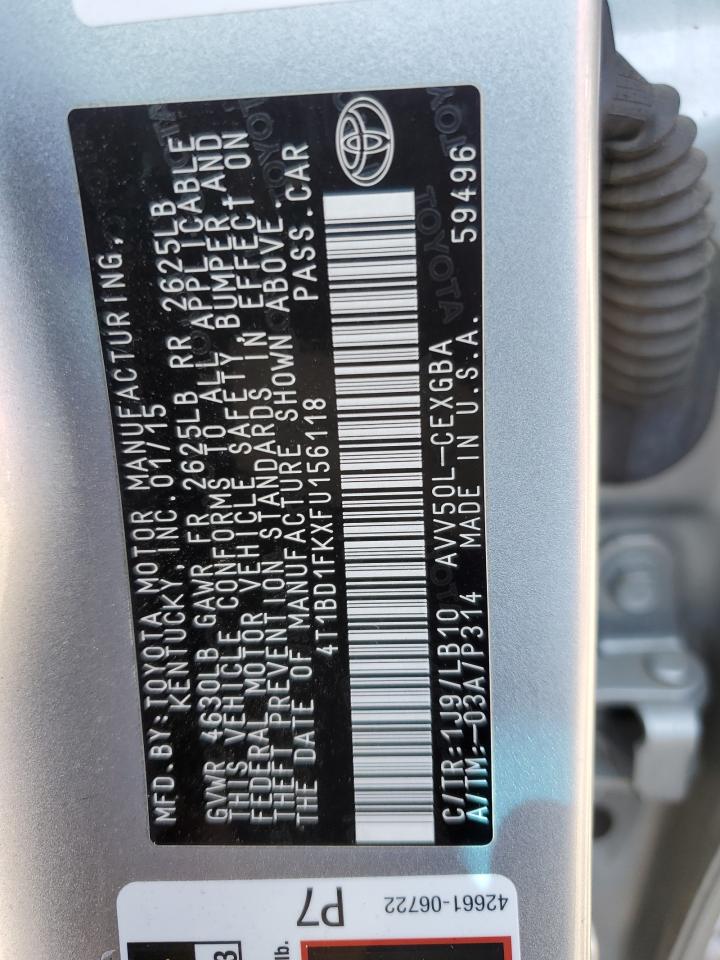 MFD.BY:TOYOTA MOTOR MANUFACTURING,
KENTUCKY, INC. 01/15
GVWR 4630LB GAWR FR 2625LB RR 2625LB
THIS VEHICLE CONFORMS TO ALL APPLICABLE
FEDERAL MOTOR VEHICLE SAFETY, BUMPER, AND
THEFT PREVENTION STANDARDS IN EFFECT ON
THE DATE OF MANUFACTURE SHOWN ABOVE.
4T1BD1FKXFU156118 PASS.CAR
C/TR:1J9/LB10 AVV50L-CEXGBA 59496
A/TM:-03A/P314 MADE IN U.S.A.
TOYOTA
P7
42661-06722
lb.